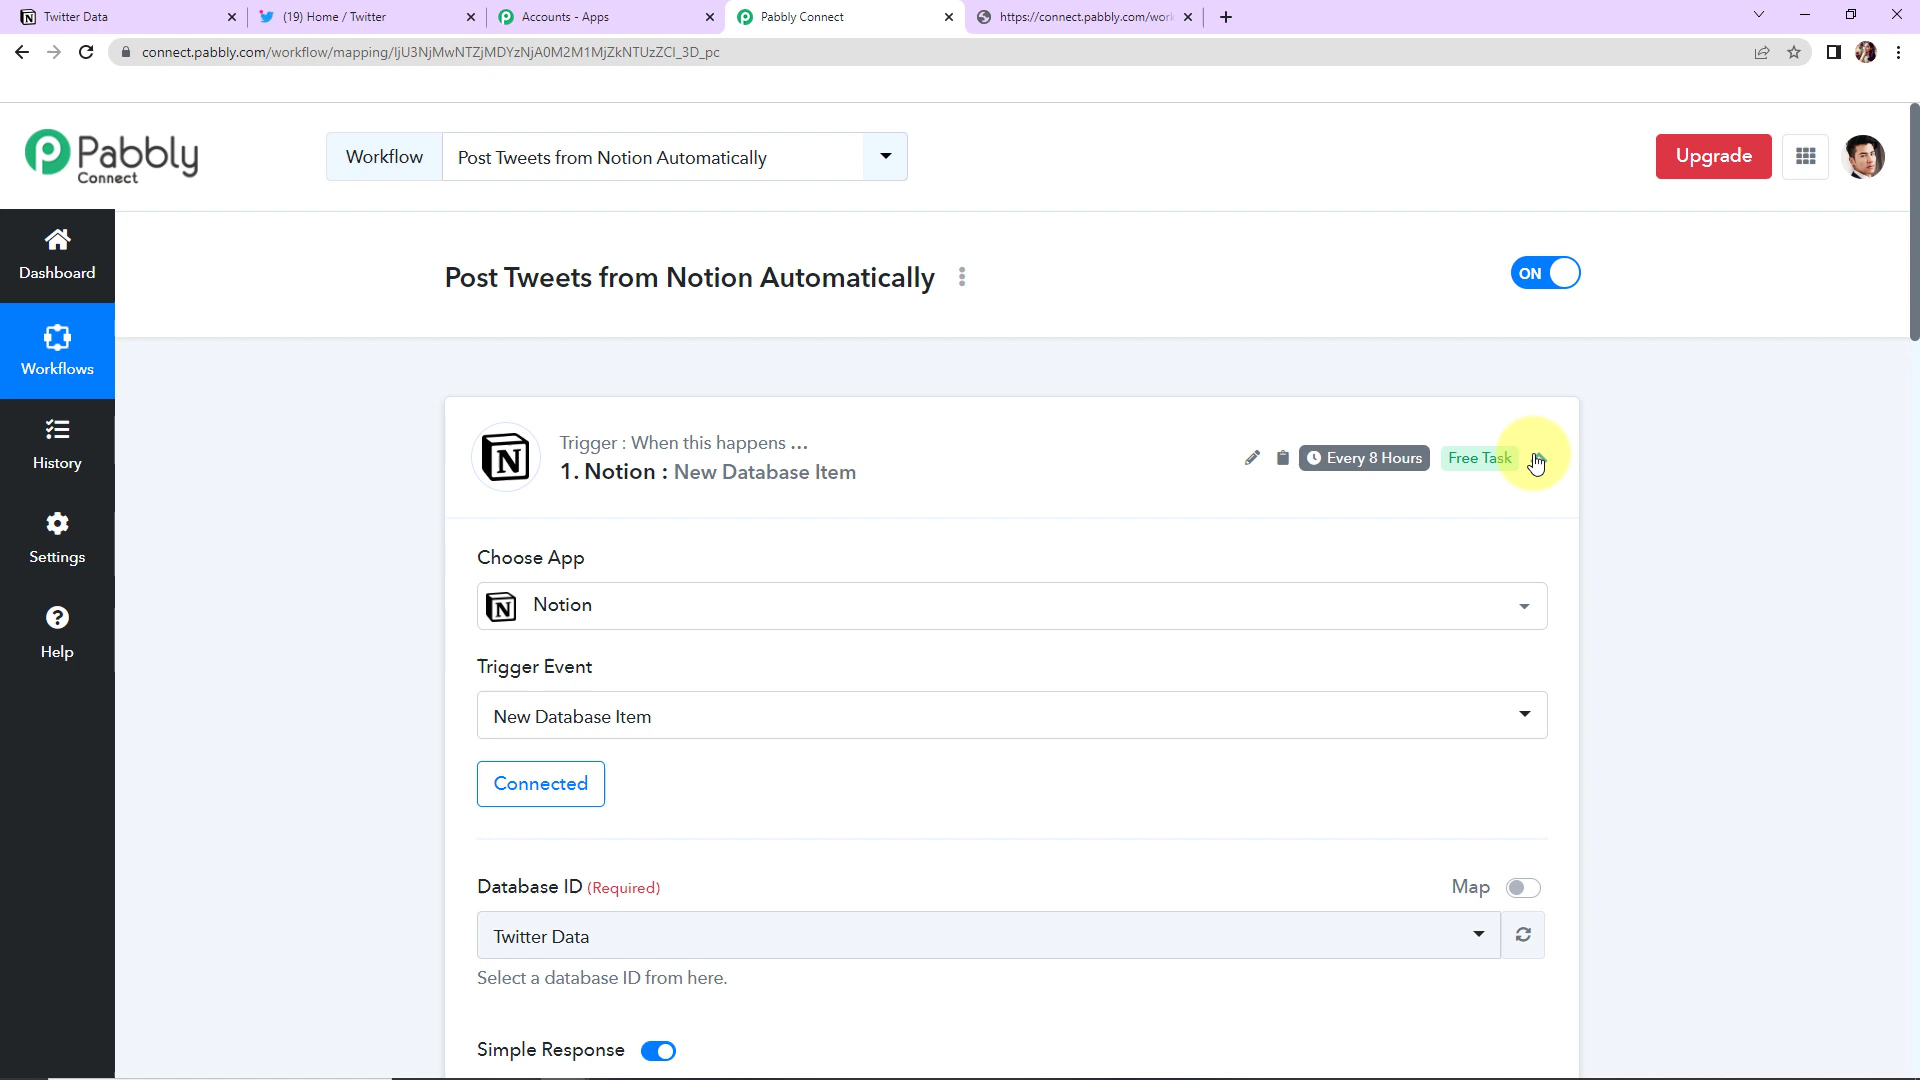 Twitter Data
(19) Home / Twitter
Accounts - Apps
Pabbly Connect
https://connect.pabbly.com/work
connect.pabbly.com/workflow/mapping/IjU3NjMwNTZjMDYzNjA0M2M1MjZkNTUzZCI_3D_pc
Pabbly
Connect
Workflow
Post Tweets from Notion Automatically
Upgrade
Dashboard
Workflows
History
Settings
Help
Post Tweets from Notion Automatically
ON
Trigger : When this happens ...
1. Notion : New Database Item
Every 8 Hours
Free Task
Choose App
Notion
Trigger Event
New Database Item
Connected
Database ID (Required)
Map
Twitter Data
Select a database ID from here.
Simple Response